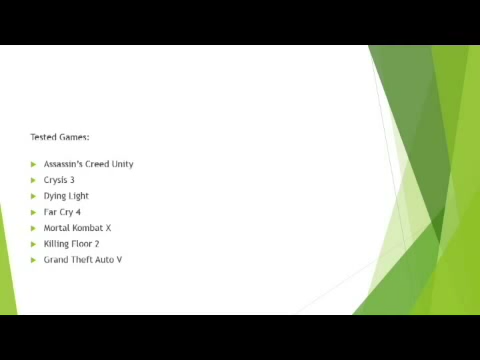 Tested Games:
Assassin's Creed Unity
Crysis 3
Dying Light
Far Cry 4
Mortal Kombat X
Killing Floor 2
Grand Theft Auto V